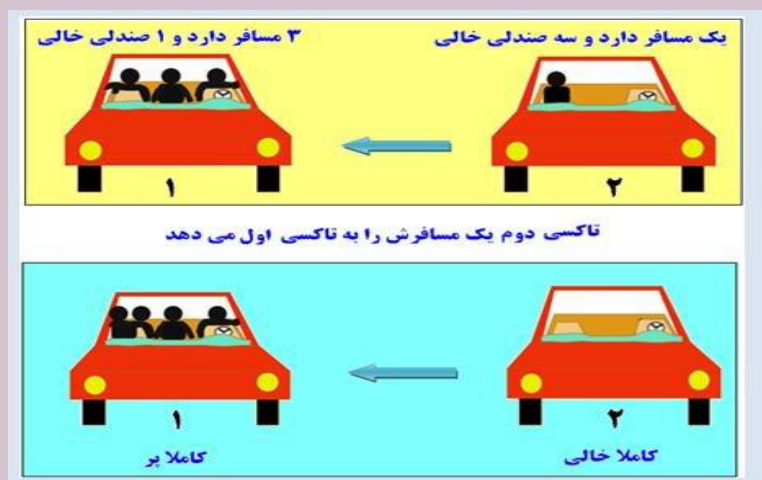 یک مسافر دارد و سه صندلی خالی
۳ مسافر دارد و ۱ صندلی خالی
۲
۱
تاکسی دوم یک مسافرش را به تاکسی اول می دهد
۲
۱
کاملا خالی
کاملا پر